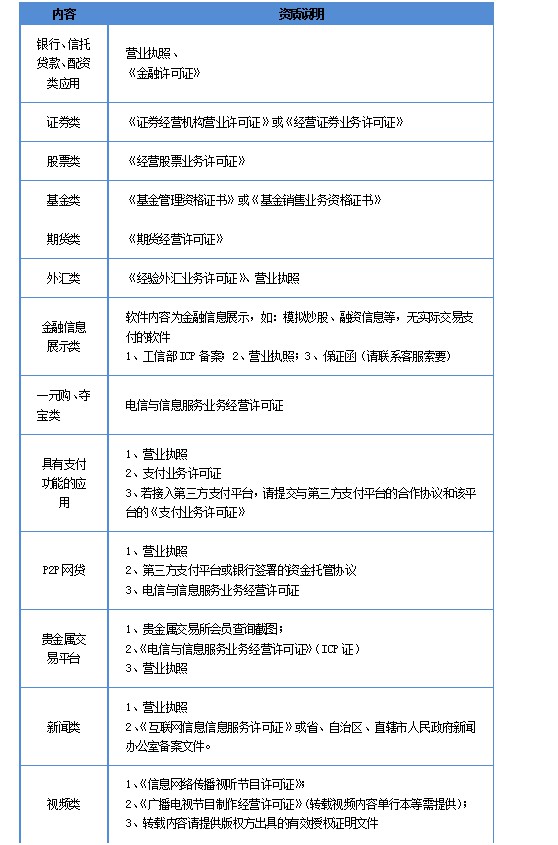 内容 资质说明
银行、信托
贷款、配资
类应用
营业执照、
《金融许可证》
证券类 《证券经营机构营业许可证》或《经营证券业务许可证》
股票类 《经营股票业务许可证》
基金类 《基金管理资格证书》或《基金销售业务资格证书》
期货类 《期货经营许可证》
外汇类 《经验外汇业务许可证》、营业执照
金融信息
展示类
软件内容为金融信息展示，如：模拟炒股、融资信息等，无实际交易支
付的软件
1、工信部ICP备案；2、营业执照；3、保证函（请联系客服索要）
一元购、夺
宝类
电信与信息服务业务经营许可证
具有支付
功能的应
用
1、营业执照
2、支付业务许可证
3、若接入第三方支付平台，请提交与第三方支付平台的合作协议和该平
台的《支付业务许可证》
P2P网贷
1、营业执照
2、第三方支付平台或银行签署的资金托管协议
3、电信与信息服务业务经营许可证
贵金属交
易平台
1、贵金属交易所会员查询截图；
2、《电信与信息服务业务经营许可证》（ICP证）
3、营业执照
新闻类
1、营业执照
2、《互联网信息信息服务许可证》或省、自治区、直辖市人民政府新闻
办公室备案文件。
视频类
1、《信息网络传播视听节目许可证》；
2、《广播电视节目制作经营许可证》（转载视频内容单行本等需提供）；
3、转载内容请提供版权方出具的有效授权证明文件